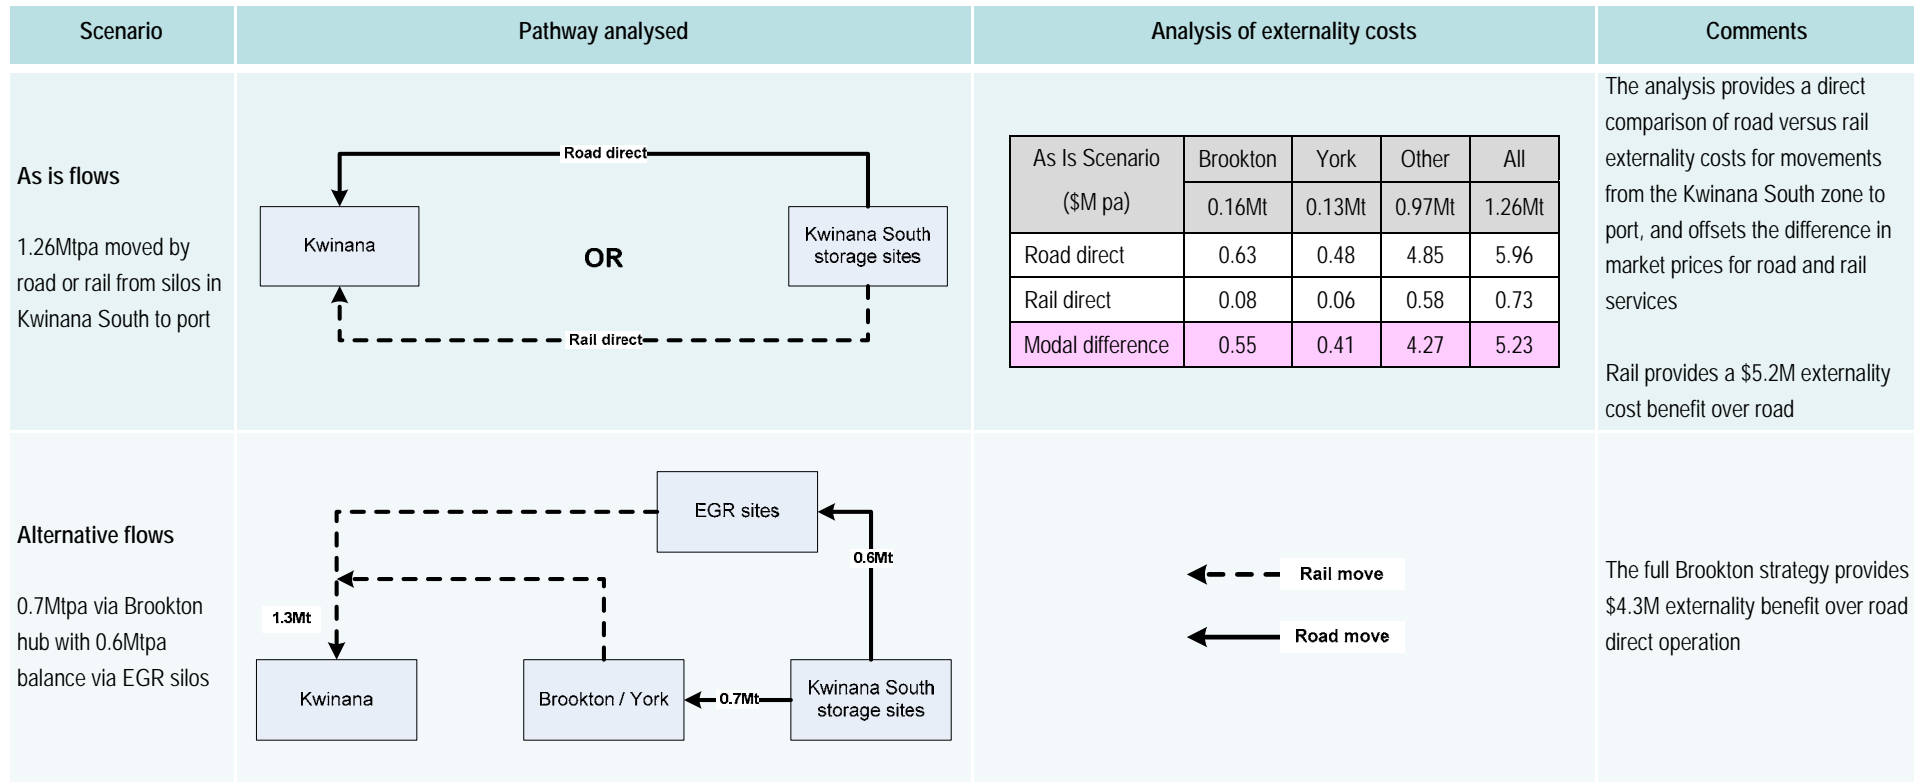 Scenario
Pathway analysed
Analysis of externality costs
Comments
As is flows
1.26Mtpa moved by
road or rail from silos in
Kwinana South to port
Road direct
Kwinana
OR
Kwinana South
storage sites
Rail direct
As Is Scenario
($M pa)
Brookton York Other All
0.16Mt 0.13Mt 0.97Mt 1.26Mt
Road direct 0.63 0.48 4.85 5.96
Rail direct 0.08 0.06 0.58 0.73
Modal difference 0.55 0.41 4.27 5.23
The analysis provides a direct
comparison of road versus rail
externality costs for movements
from the Kwinana South zone to
port, and offsets the difference in
market prices for road and rail
services
Rail provides a $5.2M externality
cost benefit over road
Alternative flows
0.7Mtpa via Brookton
hub with 0.6Mtpa
balance via EGR silos
EGR sites
0.6Mt
1.3Mt
Kwinana
Brookton / York
0.7Mt
Kwinana South
storage sites
Rail move
Road move
The full Brookton strategy provides
$4.3M externality benefit over road
direct operation